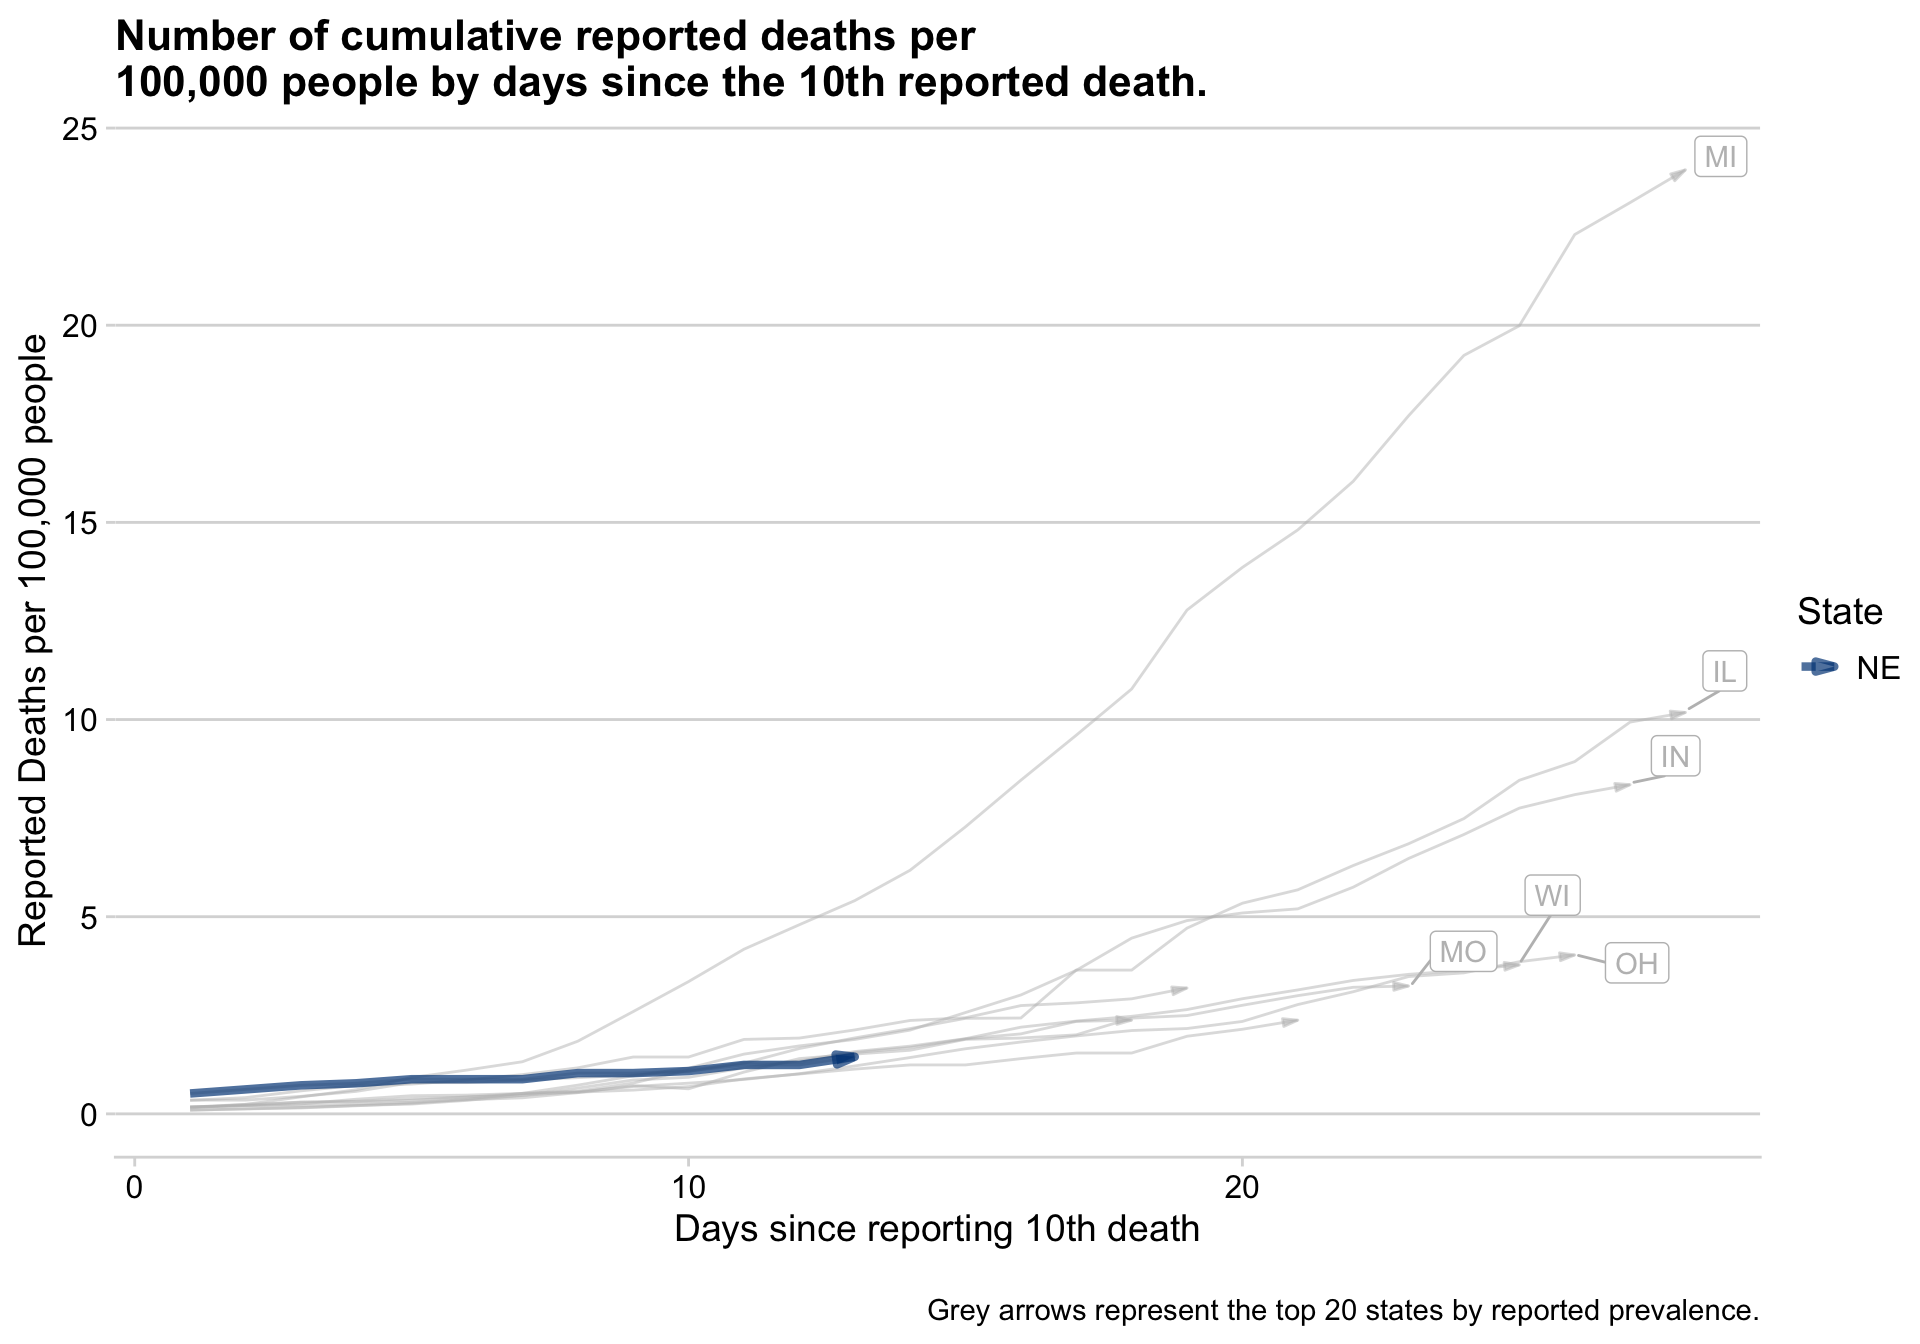 Number of cumulative reported deaths per
100,000 people by days since the 10th reported death.
Reported Deaths per 100,000 people
25
20
15
10
5
0
MI
IL
IN
WI
MO
OH
State
NE
0 10 20
Days since reporting 10th death
Grey arrows represent the top 20 states by reported prevalence.